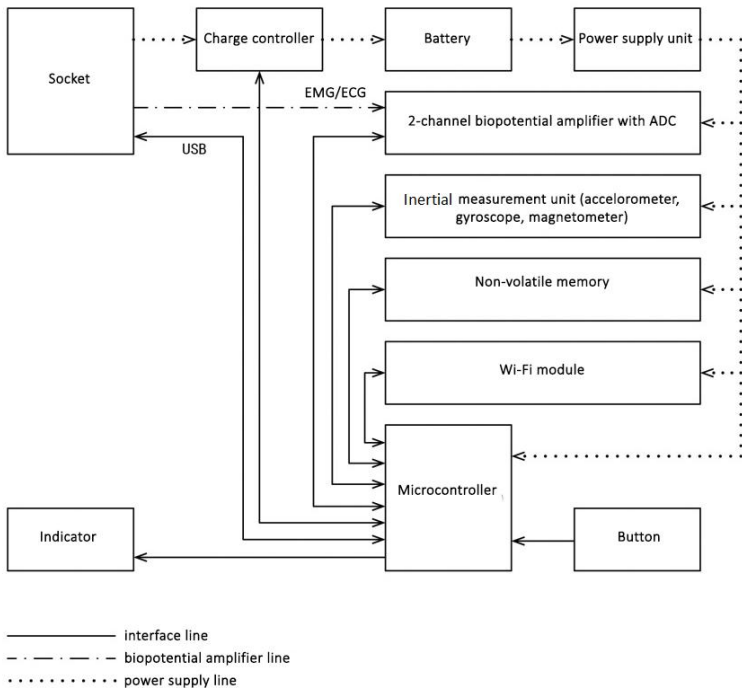 Socket
Charge controller
Battery
Power supply unit
EMG/ECG
2-channel biopotential amplifier with ADC
USB
Inertial measurement unit (accelorometer,
gyroscope, magnetometer)
Non-volatile memory
Wi-Fi module
Microcontroller
Indicator
Button
interface line
biopotential amplifier line
power supply line